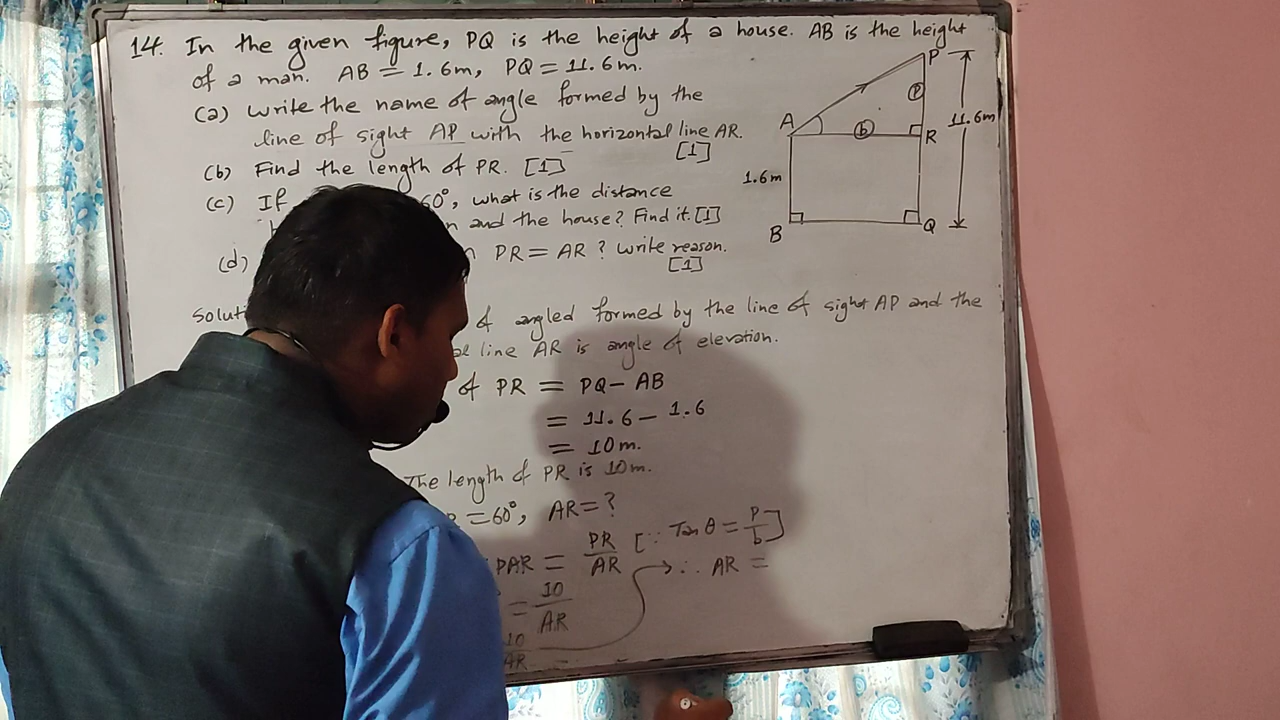 14. In the given figure, PQ is the height of a house. AB is the height
of a man. AB = 1.6m, PQ = 11.6m.
(a) Write the name of angle formed by the
line of sight AP with the horizontal line AR.
[1]
(b) Find the length of PR. [1]
(c) If 60°, what is the distance
n and the house? Find it. [1]
(d) PR = AR ? Write reason.
[1]
P
P
11.6m
A
b
R
1.6m
B
Q
Soluti of angled formed by the line of sight AP and the
line AR is angle of elevation.
of PR = PQ - AB
= 11.6 - 1.6
= 10m.
The length of PR is 10m.
R = 60°, AR = ?
PAR = PR/AR [∵ Tan θ = P/b]
= 10/AR
10/AR
∴ AR =